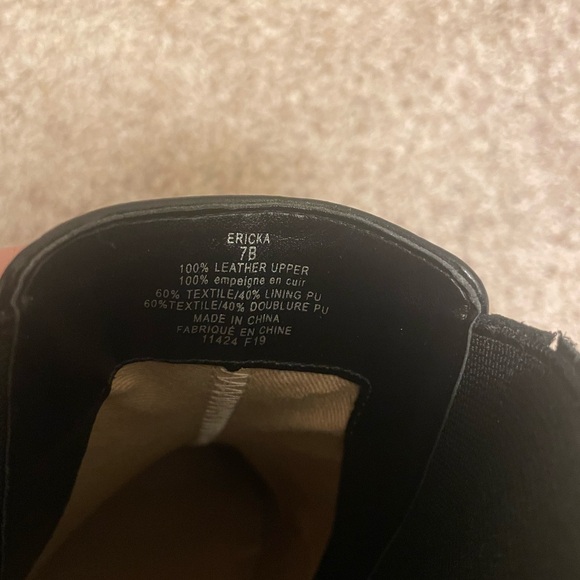 ERICKA
7B
100% LEATHER UPPER
100% empeigne en cuir
60% TEXTILE/40% LINING PU
60%TEXTILE/40% DOUBLURE PU
MADE IN CHINA
FABRIQUÉ EN CHINE
11424 F19